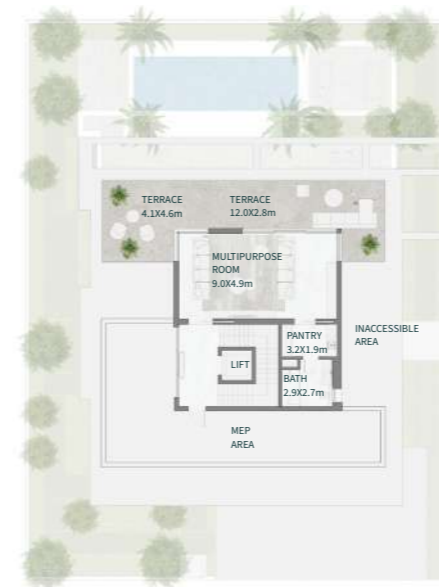 TERRACE
4.1X4.6m
TERRACE
12.0X2.8m
MULTIPURPOSE
ROOM
9.0X4.9m
INACCESSIBLE
AREA
PANTRY
3.2X1.9m
LIFT
BATH
2.9X2.7m
MEP
AREA